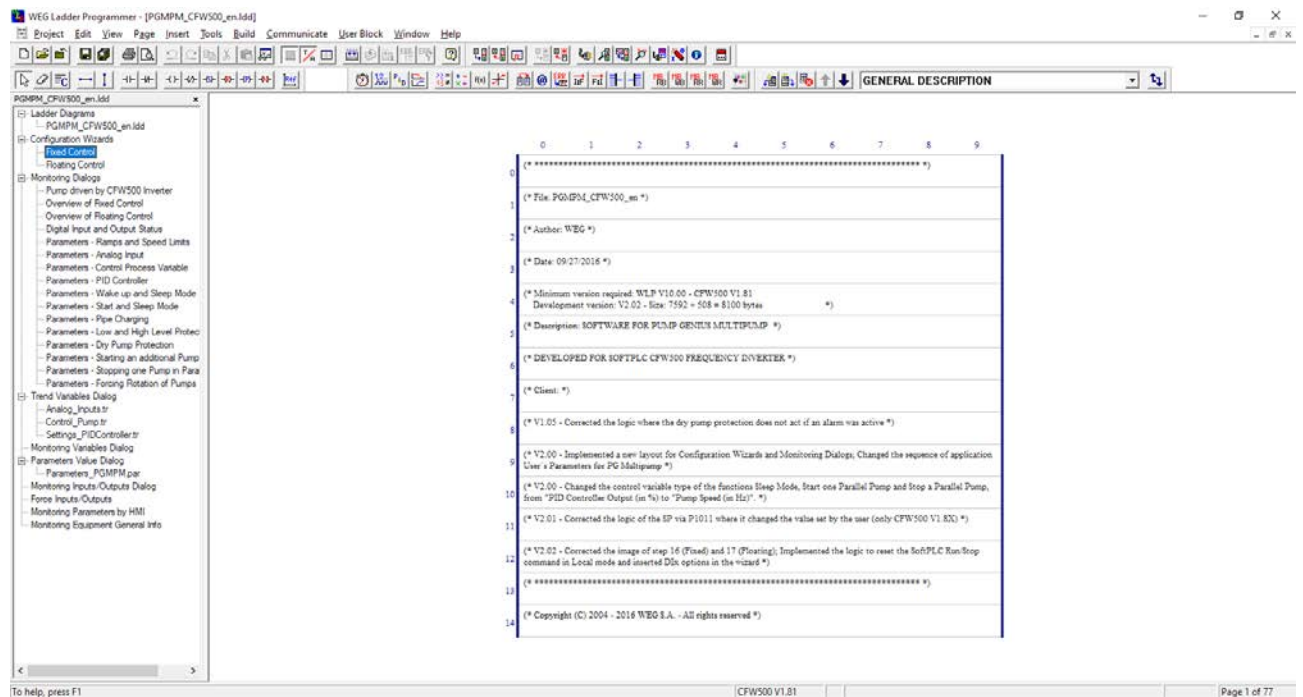 WEG Ladder Programmer - [PGMPM_CFW500_en.ldd]
Project Edit View Page Insert Tools Build Communicate User Block Window Help
GENERAL DESCRIPTION
PGMPM_CFW500_en.ldd
Ladder Diagrams
PGMPM_CFW500_en.ldd
Configuration Wizards
Fixed Control
Floating Control
Monitoring Dialogs
Pump driven by CFW500 Inverter
Overview of Fixed Control
Overview of Floating Control
Digital Input and Output Status
Parameters - Ramps and Speed Limits
Parameters - Analog Input
Parameters - Control Process Variable
Parameters - PID Controller
Parameters - Wake up and Sleep Mode
Parameters - Start and Sleep Mode
Parameters - Pipe Charging
Parameters - Low and High Level Protec
Parameters - Dry Pump Protection
Parameters - Starting an additional Pump
Parameters - Stopping one Pump in Para
Parameters - Forcing Rotation of Pumps
Trend Variables Dialog
Analog_Inputs.tr
Control_Pump.tr
Settings_PIDController.tr
Monitoring Variables Dialog
Parameters Value Dialog
Parameters_PGMPM.par
Monitoring Inputs/Outputs Dialog
Force Inputs/Outputs
Monitoring Parameters by HMI
Monitoring Equipment General Info
0 1 2 3 4 5 6 7 8 9
0
(* File: PGMPM_CFW500_en *)
1
(* Author: WEG *)
2
(* Date: 09/27/2016 *)
3
(* Minimum version required: WLP V10.00 - CFW500 V1.81
4
Development version: V2.02 - Size: 7592 + 508 = 8100 bytes *)
(* Description: SOFTWARE FOR PUMP GENIUS MULTIPUMP *)
5
(* DEVELOPED FOR SOFTPLC CFW500 FREQUENCY INVERTER *)
6
(* Client: *)
7
(* V1.05 - Corrected the logic where the dry pump protection does not act if an alarm was active *)
8
(* V2.00 - Implemented a new layout for Configuration Wizards and Monitoring Dialogs; Changed the sequence of application
9
User´s Parameters for PG Multipump *)
(* V2.00 - Changed the control variable type of the functions Sleep Mode, Start one Parallel Pump and Stop a Parallel Pump,
10
from "PID Controller Output (in %) to "Pump Speed (in Hz)". *)
(* V2.01 - Corrected the logic of the SP via P1011 where it changed the value set by the user (only CFW500 V1.8X) *)
11
(* V2.02 - Corrected the image of step 16 (Fixed) and 17 (Floating); Implemented the logic to reset the SoftPLC Run/Stop
12
command in Local mode and inserted DIx options in the wizard *)
13
(* Copyright (C) 2004 - 2016 WEG S.A. - All rights reserved *)
14
To help, press F1
CFW500 V1.81
Page 1 of 77